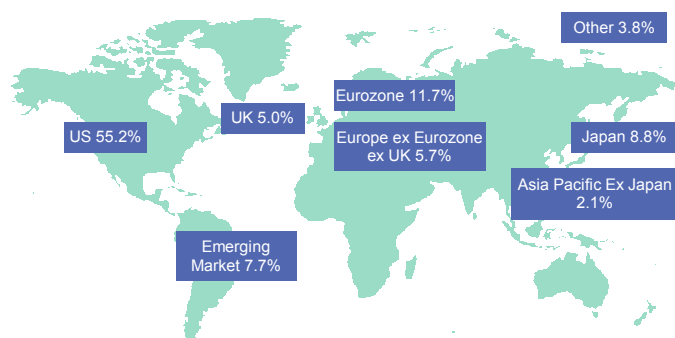 Other 3.8%
Eurozone 11.7%
UK 5.0%
US 55.2%
Europe ex Eurozone
ex UK 5.7%
Japan 8.8%
Asia Pacific Ex Japan
2.1%
Emerging
Market 7.7%